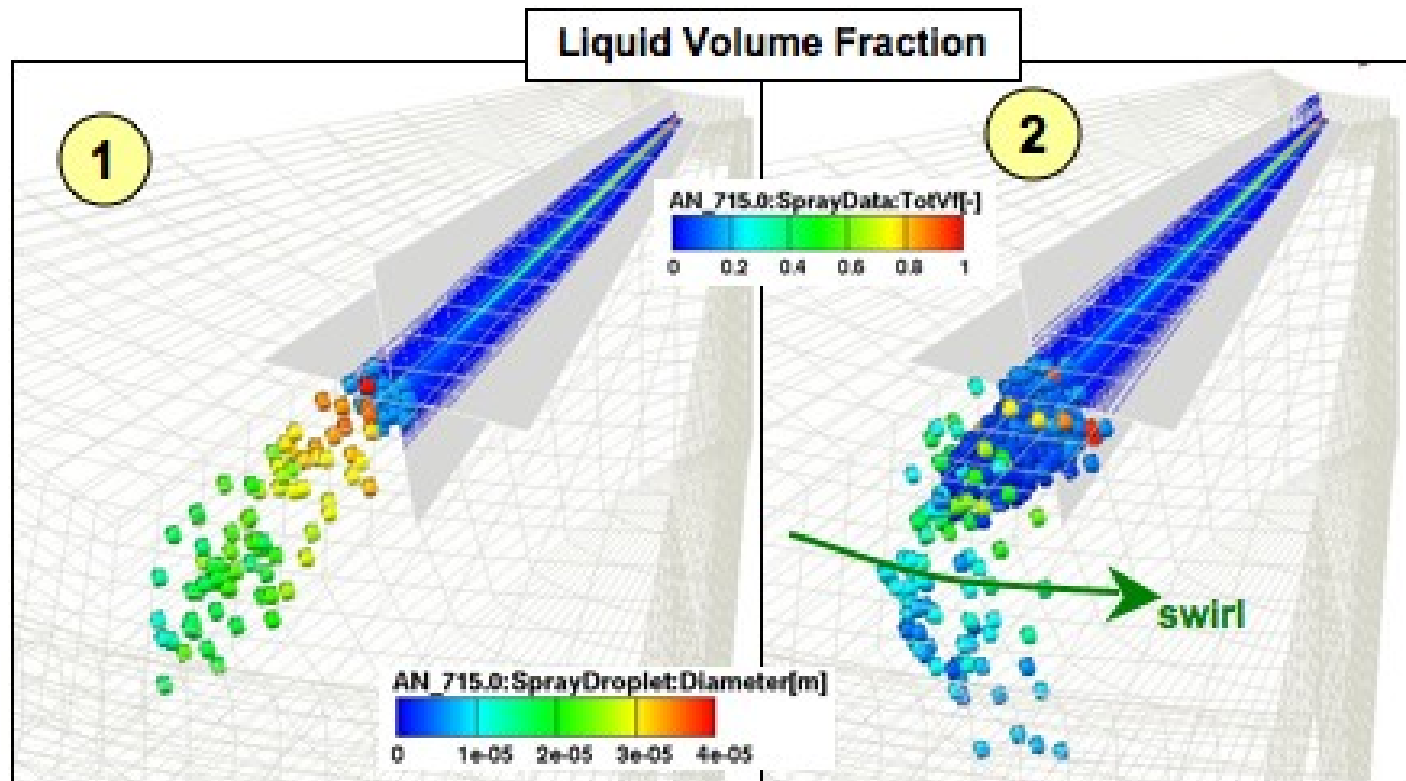 Liquid Volume Fraction
1
2
AN_715.0:SprayData:TotVf[-]
0 0.2 0.4 0.6 0.8 1
swirl
AN_715.0:SprayDroplet:Diameter[m]
0 1e-05 2e-05 3e-05 4e-05